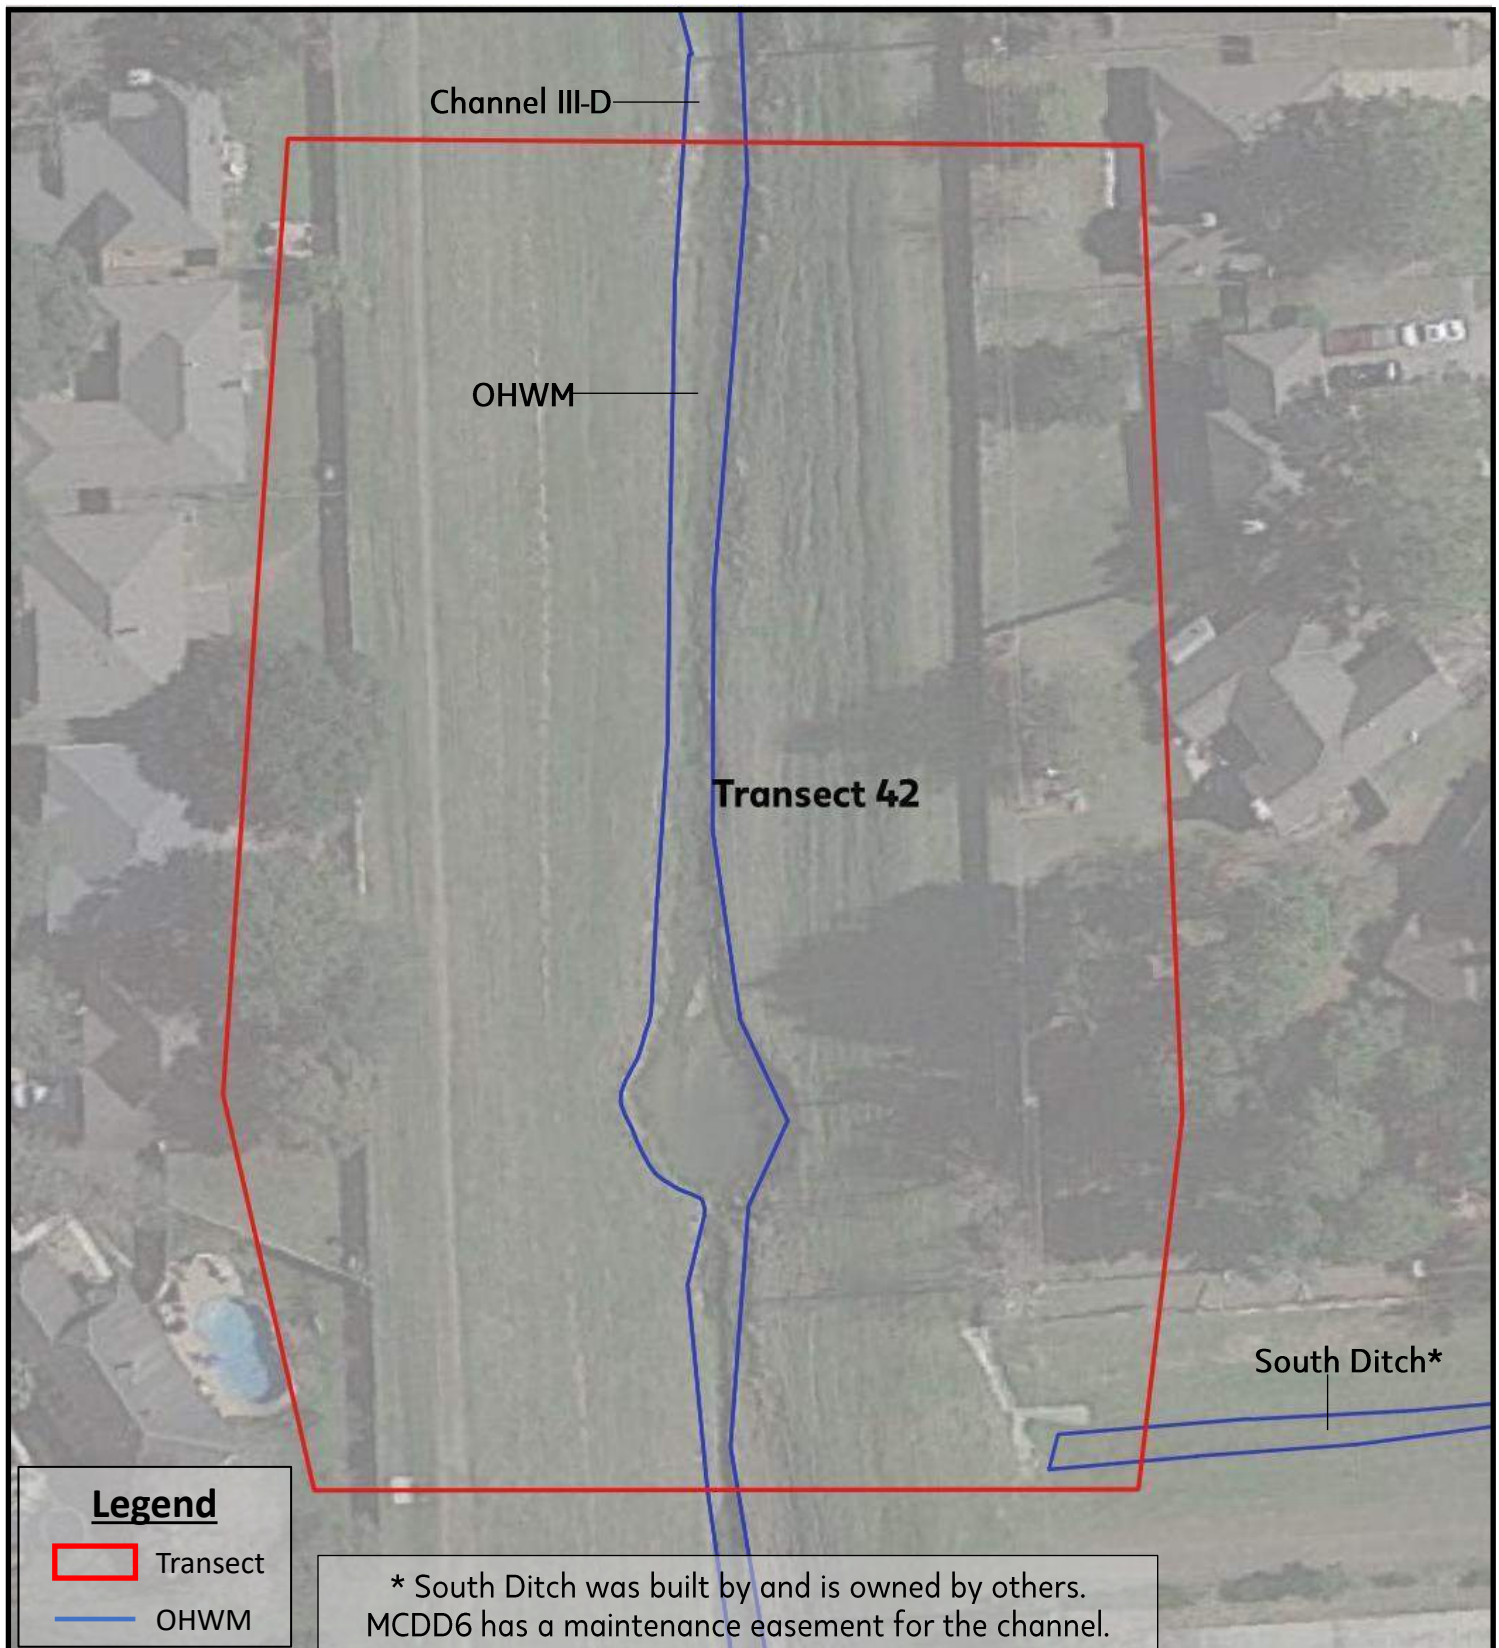 Channel III-D
OHWM
Transect 42
South Ditch*
Legend
Transect
OHWM
* South Ditch was built by and is owned by others.
MCDD6 has a maintenance easement for the channel.